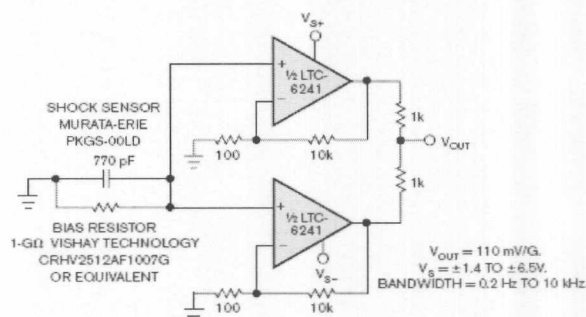 VS+
½ LTC-
6241
+
−
SHOCK SENSOR
MURATA-ERIE
PKGS-00LD
770 pF
100
10k
1k
VOUT
1k
BIAS RESISTOR
1-GΩ VISHAY TECHNOLOGY
CRHV2512AF1007G
OR EQUIVALENT
+
−
½ LTC-
6241
VS−
100
10k
VOUT = 110 mV/G.
VS = ±1.4 TO ±6.5V.
BANDWIDTH = 0.2 Hz TO 10 kHz.